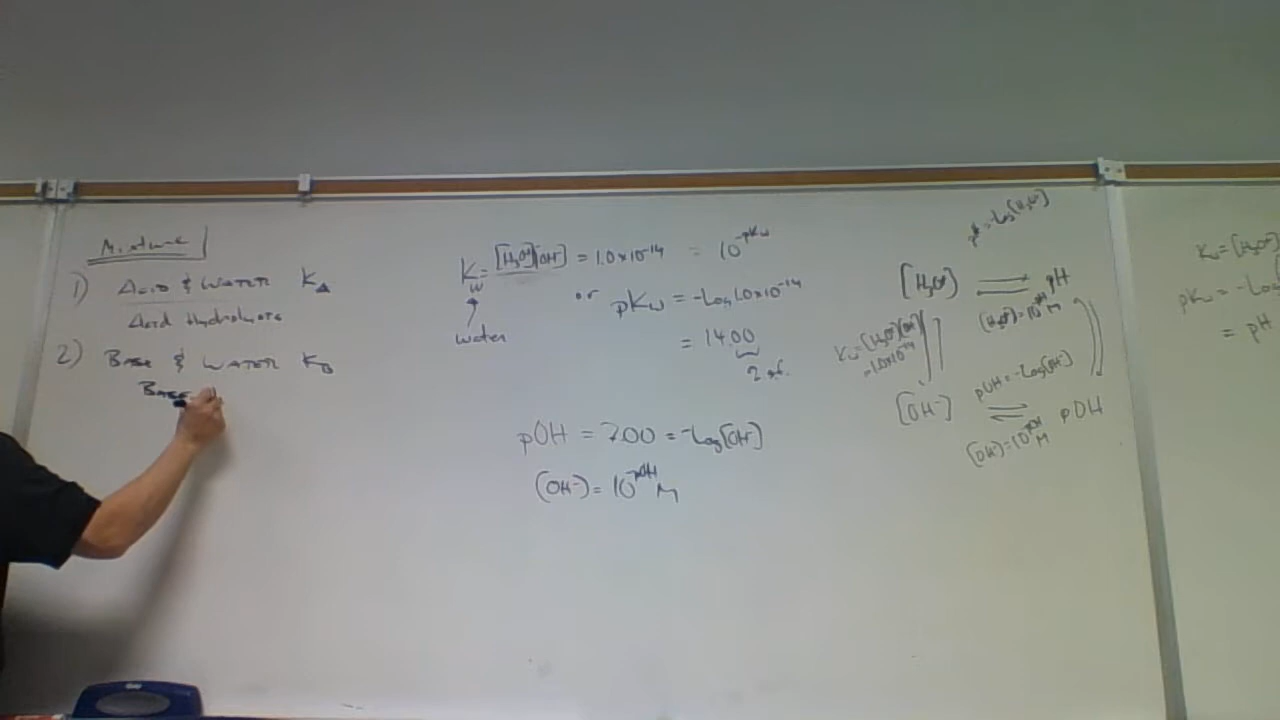 Mixture
1) Acid & Water KA
Acid Hydrolysis
2) Base & Water KB
Base
Kw = [H3O+][OH-] = 1.0×10-14 = 10-pKw
water
or pKw = -Log 1.0×10-14
= 14.00
2 s.f.
pOH = 7.00 = -Log[OH-]
[OH-] = 10-pOH M
pH = -Log[H3O+]
[H3O+] ⇌ pH
[H3O+] = 10-pH M
Kw = [H3O+][OH-]
= 1.0×10-14
pOH = -Log[OH-]
[OH-] ⇌ pOH
[OH-] = 10-pOH M
Kw = [H3O+]
pKw = -Log
= pH